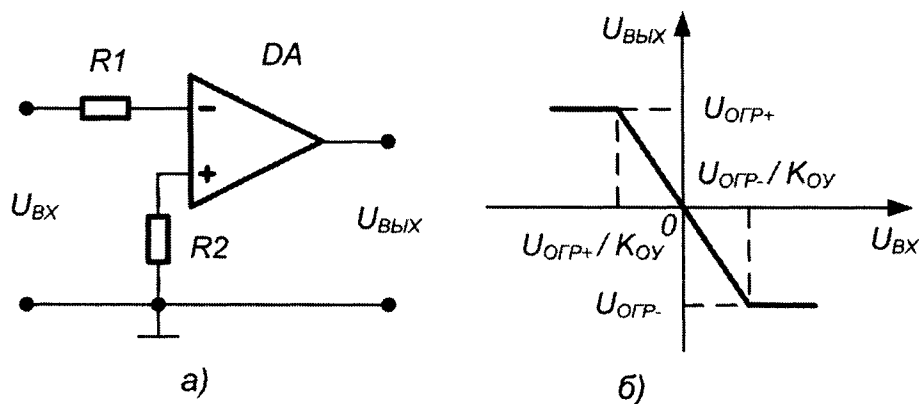 R1
DA
−
+
U_ВХ
R2
U_ВЫХ
а)
U_ВЫХ
U_ОГР+
U_ОГР- / K_ОУ
0
U_ВХ
U_ОГР+ / K_ОУ
U_ОГР-
б)